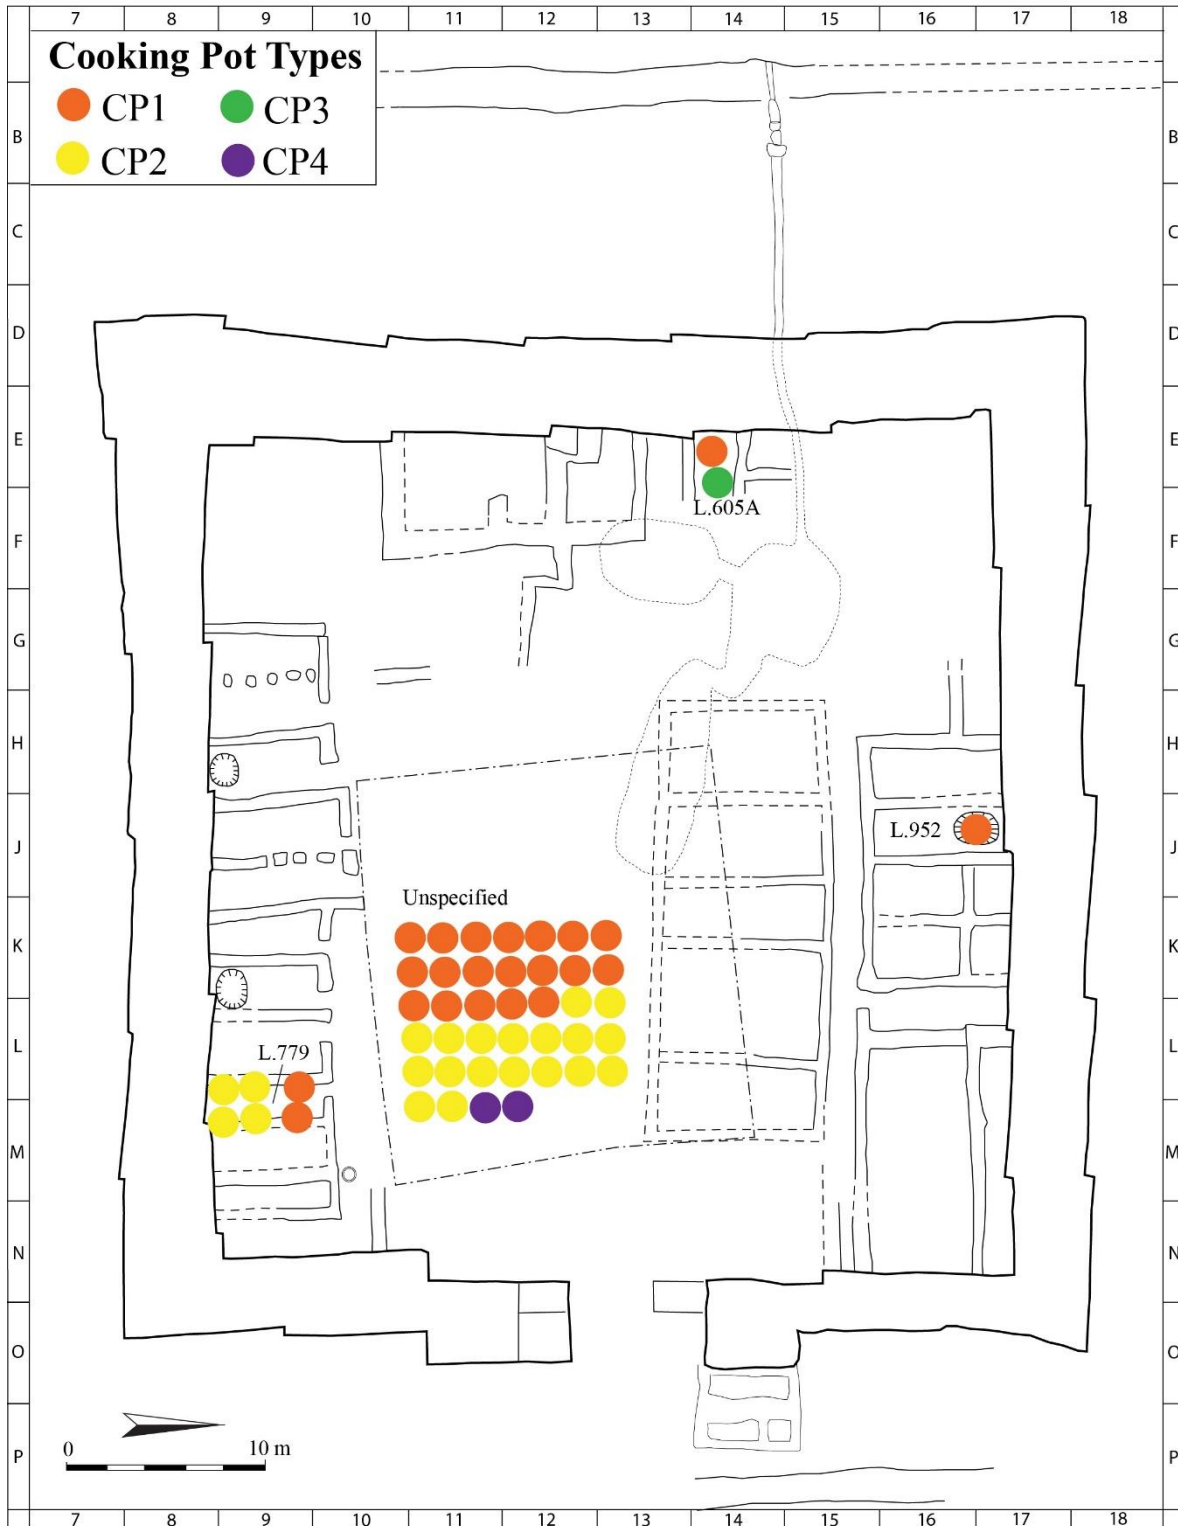 7 8 9 10 11 12 13 14 15 16 17 18
Cooking Pot Types
CP1 CP3
CP2 CP4
B B
C C
D D
E E
L.605A
F F
G G
H H
L.952
J J
Unspecified
K K
L L
L.779
M M
N N
O O
0 10 m
P P
7 8 9 10 11 12 13 14 15 16 17 18